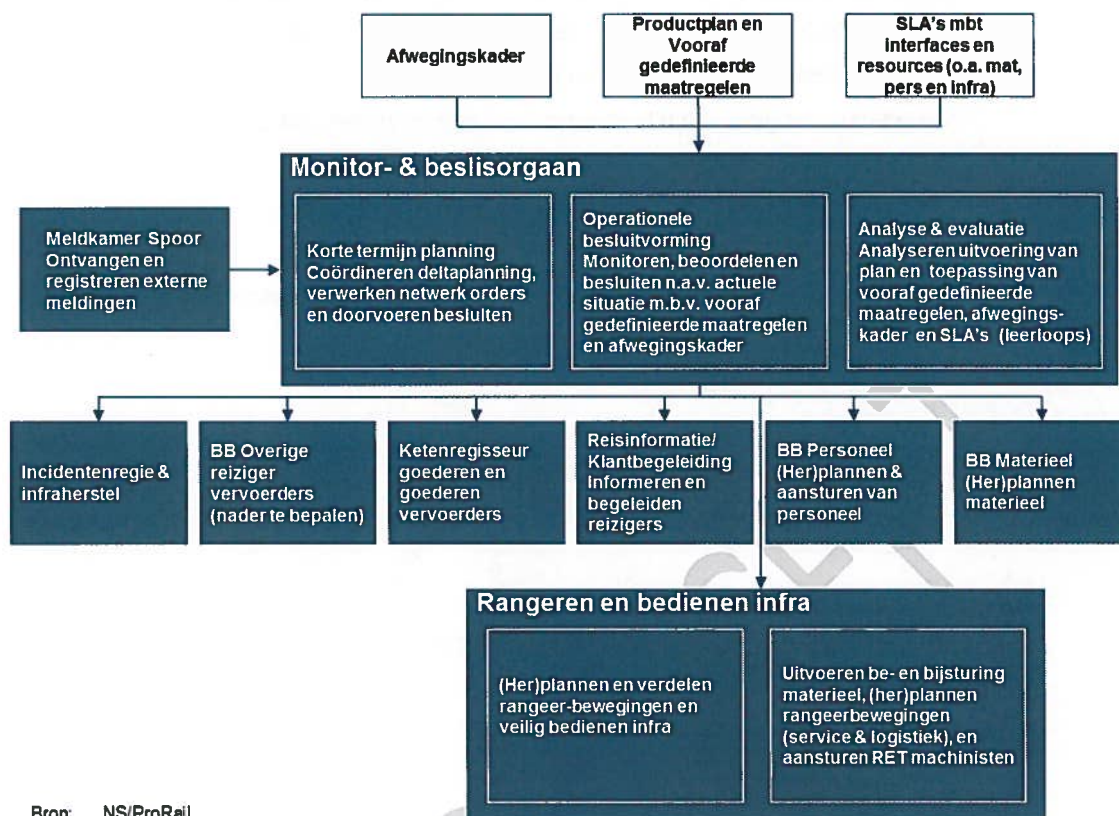 Afwegingskader
Productplan en
Vooraf
gedefinieerde
maatregelen
SLA's mbt
interfaces en
resources (o.a. mat,
pers en infra)
Monitor- & beslisorgaan
Meldkamer Spoor
Ontvangen en
registreren externe
meldingen
Korte termijn planning
Coördineren deltaplanning,
verwerken netwerk orders
en doorvoeren besluiten
Operationele
besluitvorming
Monitoren, beoordelen en
besluiten n.a.v. actuele
situatie m.b.v. vooraf
gedefinieerde maatregelen
en afwegingskader
Analyse & evaluatie
Analyseren uitvoering van
plan en toepassing van
vooraf gedefinieerde
maatregelen, afwegings-
kader en SLA's (leerloops)
Incidentenregie &
infraherstel
BB Overige
reiziger
vervoerders
(nader te bepalen)
Ketenregisseur
goederen en
goederen
vervoerders
Reisinformatie/
Klantbegeleiding
Informeren en
begeleiden
reizigers
BB Personeel
(Her)plannen &
aansturen van
personeel
BB Materieel
(Her)plannen
materieel
Rangeren en bedienen infra
(Her)plannen en verdelen
rangeer-bewegingen en
veilig bedienen infra
Uitvoeren be- en bijsturing
materieel, (her)plannen
rangeerbewegingen
(service & logistiek), en
aansturen RET machinisten
Bron: NS/ProRail